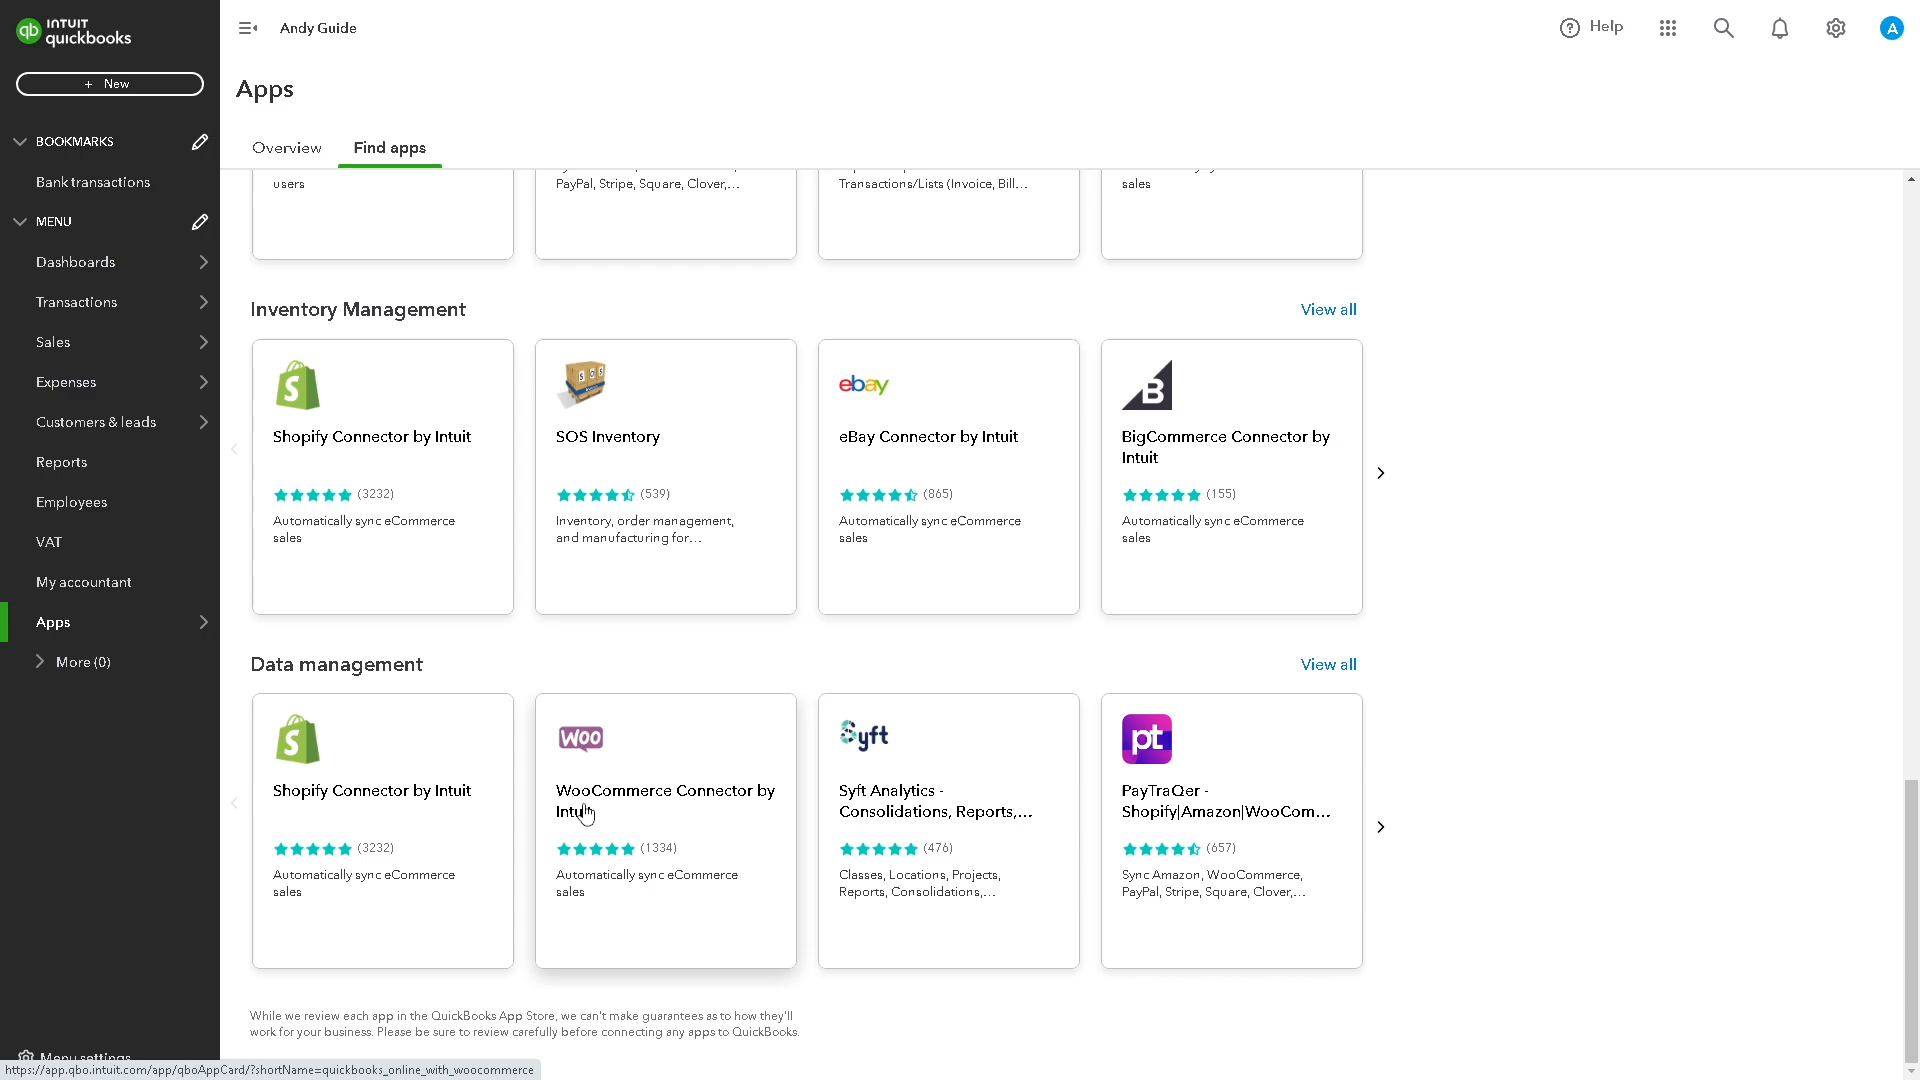 INTUIT
quickbooks
Andy Guide
Help
A
+ New
Apps
BOOKMARKS
Overview
Find apps
Bank transactions
MENU
users
PayPal, Stripe, Square, Clover,...
Transactions/Lists (Invoice, Bill...
sales
Dashboards
Transactions
Sales
Expenses
Customers & leads
Reports
Employees
VAT
My accountant
Apps
More (0)
Menu settings
Inventory Management
View all
Shopify Connector by Intuit
(3232)
Automatically sync eCommerce
sales
SOS Inventory
(539)
Inventory, order management,
and manufacturing for...
ebay
eBay Connector by Intuit
(865)
Automatically sync eCommerce
sales
B
BigCommerce Connector by
Intuit
(155)
Automatically sync eCommerce
sales
Data management
View all
Shopify Connector by Intuit
(3232)
Automatically sync eCommerce
sales
WOO
WooCommerce Connector by
Intuit
(1334)
Automatically sync eCommerce
sales
Syft
Syft Analytics -
Consolidations, Reports,...
(476)
Classes, Locations, Projects,
Reports, Consolidations,...
pt
PayTraQer -
Shopify|Amazon|WooCom...
(657)
Sync Amazon, WooCommerce,
PayPal, Stripe, Square, Clover,...
While we review each app in the QuickBooks App Store, we can't make guarantees as to how they'll
work for your business. Please be sure to review carefully before connecting any apps to QuickBooks.
https://app.qbo.intuit.com/app/qboAppCard/?shortName=quickbooks_online_with_woocommerce